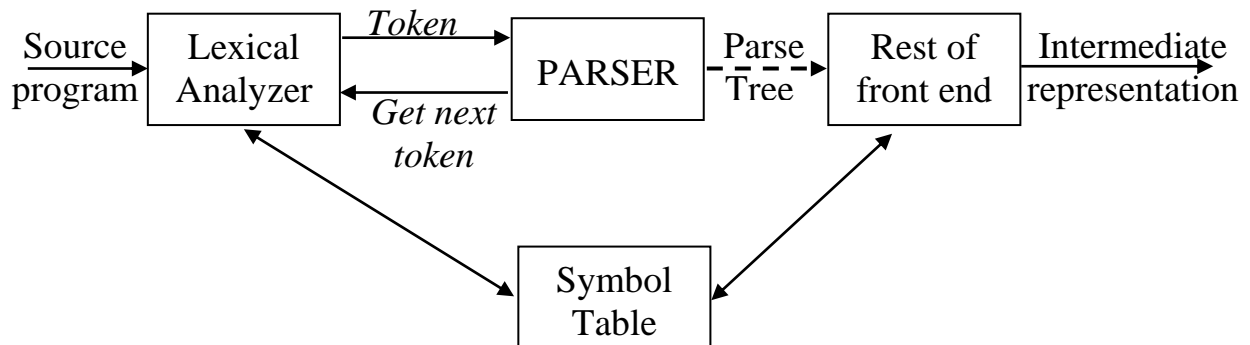 Source
program
Lexical
Analyzer
Token
Get next
token
PARSER
Parse
Tree
Rest of
front end
Intermediate
representation
Symbol
Table